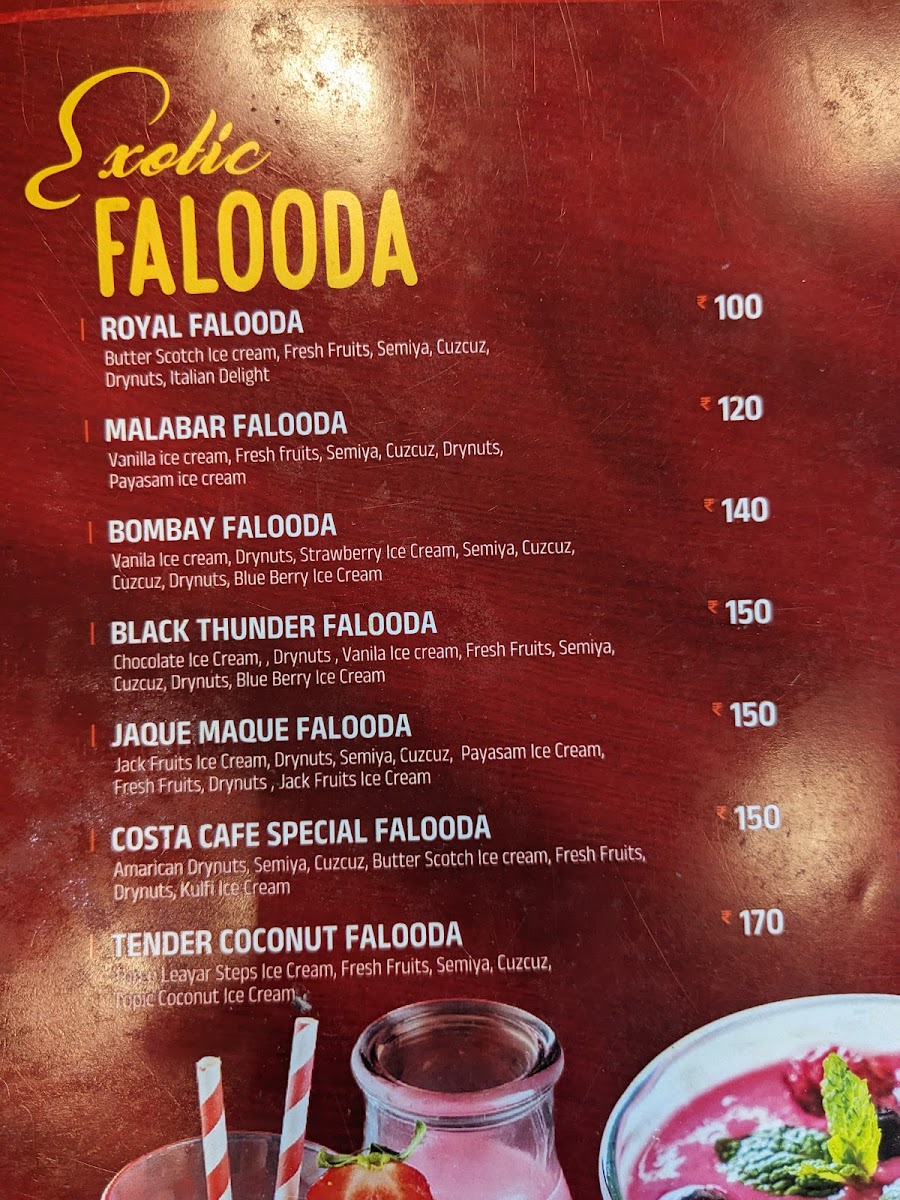 Exotic
FALOODA
ROYAL FALOODA ₹ 100
Butter Scotch Ice cream, Fresh Fruits, Semiya, Cuzcuz,
Drynuts, Italian Delight
MALABAR FALOODA ₹ 120
Vanilla ice cream, Fresh fruits, Semiya, Cuzcuz, Drynuts,
Payasam ice cream
BOMBAY FALOODA ₹ 140
Vanila Ice cream, Drynuts, Strawberry Ice Cream, Semiya, Cuzcuz,
Cuzcuz, Drynuts, Blue Berry Ice Cream
BLACK THUNDER FALOODA ₹ 150
Chocolate Ice Cream, , Drynuts , Vanila Ice cream, Fresh Fruits, Semiya,
Cuzcuz, Drynuts, Blue Berry Ice Cream
JAQUE MAQUE FALOODA ₹ 150
Jack Fruits Ice Cream, Drynuts, Semiya, Cuzcuz, Payasam Ice Cream,
Fresh Fruits, Drynuts , Jack Fruits Ice Cream
COSTA CAFE SPECIAL FALOODA ₹ 150
Amarican Drynuts, Semiya, Cuzcuz, Butter Scotch Ice cream, Fresh Fruits,
Drynuts, Kulfi Ice Cream
TENDER COCONUT FALOODA ₹ 170
Leayar Steps Ice Cream, Fresh Fruits, Semiya, Cuzcuz,
Topic Coconut Ice Cream